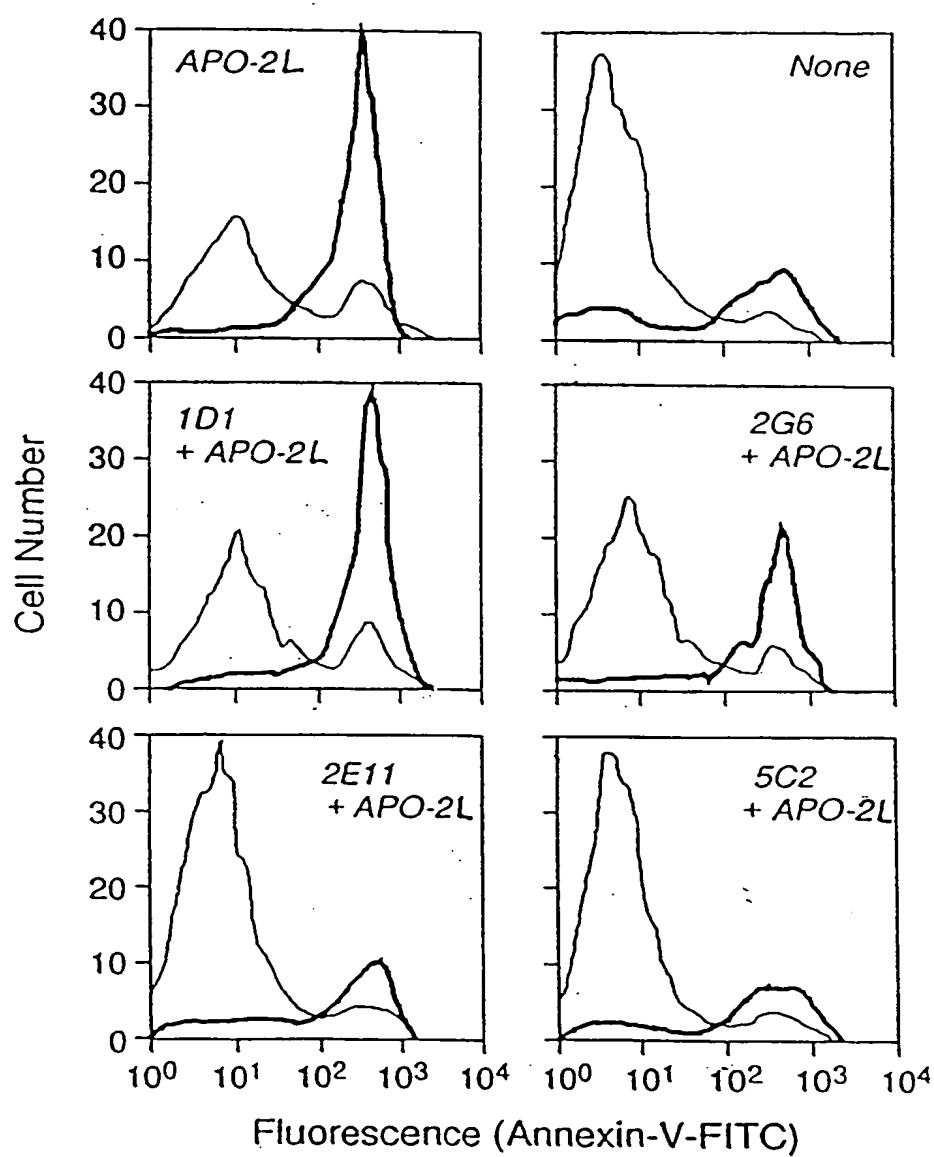 40
30
20
10
0
APO-2L
None
40
30
20
10
0
1D1
+ APO-2L
2G6
+ APO-2L
40
30
20
10
0
2E11
+ APO-2L
5C2
+ APO-2L
Cell Number
10⁰ 10¹ 10² 10³ 10⁴
10⁰ 10¹ 10² 10³ 10⁴
Fluorescence (Annexin-V-FITC)